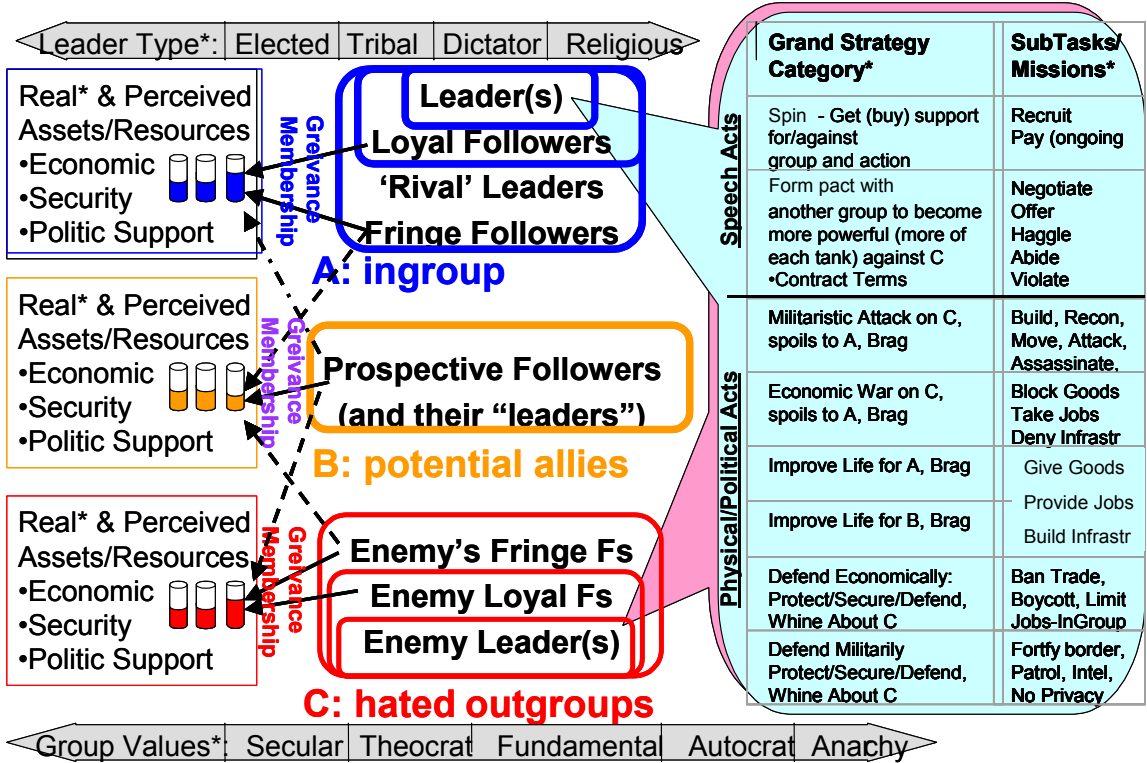 Leader Type*: Elected Tribal Dictator Religious
Real* & Perceived
Assets/Resources
•Economic
•Security
•Politic Support
Greivance
Membership
Leader(s)
Loyal Followers
‘Rival’ Leaders
Fringe Followers
A: ingroup
Real* & Perceived
Assets/Resources
•Economic
•Security
•Politic Support
Greivance
Membership
Prospective Followers
(and their “leaders”)
B: potential allies
Real* & Perceived
Assets/Resources
•Economic
•Security
•Politic Support
Greivance
Membership
Enemy’s Fringe Fs
Enemy Loyal Fs
Enemy Leader(s)
C: hated outgroups
Group Values*: Secular Theocrat Fundamental Autocrat Anarchy
Grand Strategy
Category*
SubTasks/
Missions*
Speech Acts
Spin - Get (buy) support
for/against
group and action
Recruit
Pay (ongoing
Form pact with
another group to become
more powerful (more of
each tank) against C
•Contract Terms
Negotiate
Offer
Haggle
Abide
Violate
Physical/Political Acts
Militaristic Attack on C,
spoils to A, Brag
Build, Recon,
Move, Attack,
Assassinate,
Economic War on C,
spoils to A, Brag
Block Goods
Take Jobs
Deny Infrastr
Improve Life for A, Brag
Improve Life for B, Brag
Give Goods
Provide Jobs
Build Infrastr
Defend Economically:
Protect/Secure/Defend,
Whine About C
Ban Trade,
Boycott, Limit
Jobs-InGroup
Defend Militarily
Protect/Secure/Defend,
Whine About C
Fortfy border,
Patrol, Intel,
No Privacy